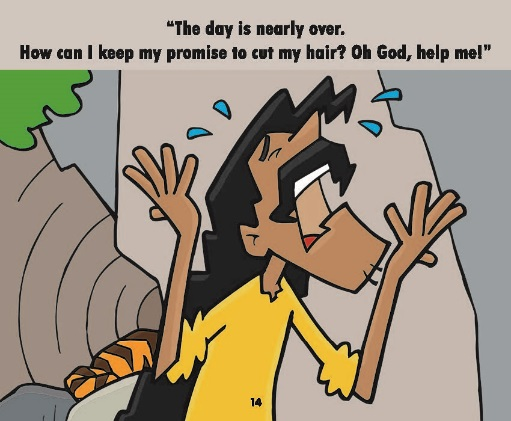 “The day is nearly over.
How can I keep my promise to cut my hair? Oh God, help me!”
14